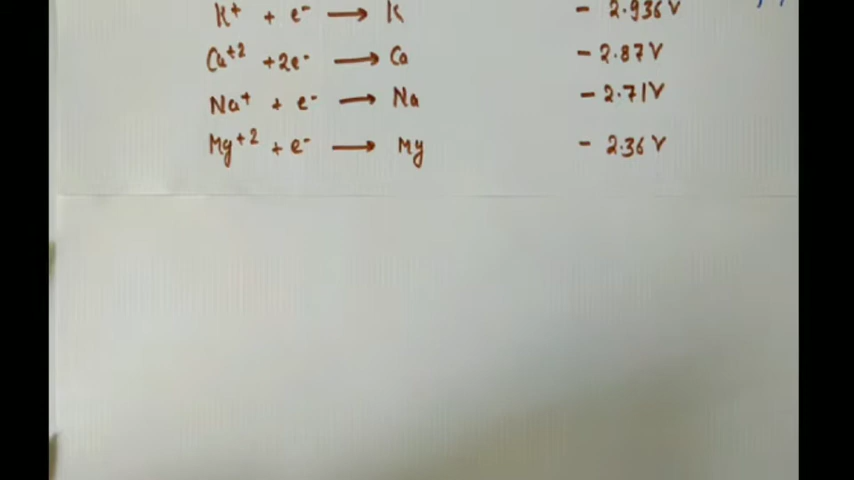 K⁺ + e⁻ → K - 2.936 V
Ca⁺² + 2e⁻ → Ca - 2.87 V
Na⁺ + e⁻ → Na - 2.71 V
Mg⁺² + e⁻ → Mg - 2.36 V